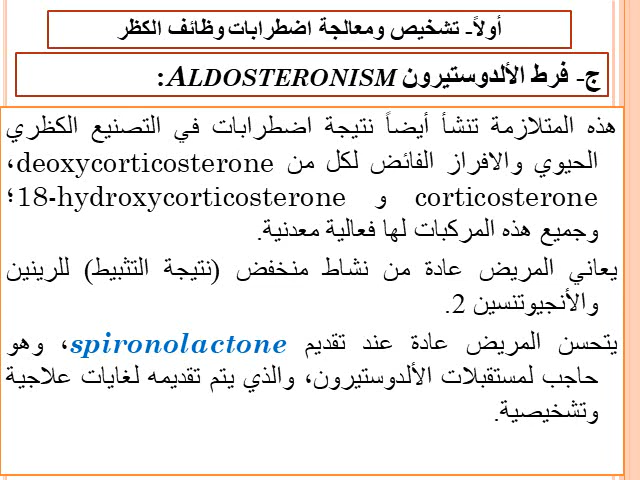 أولاً- تشخيص ومعالجة اضطرابات وظائف الكظر
ج- فرط الألدوستيرون ALDOSTERONISM:
هذه المتلازمة تنشأ أيضاً نتيجة اضطرابات في التصنيع الكظري
الحيوي والافراز الفائض لكل من deoxycorticosterone،
corticosterone و 18-hydroxycorticosterone؛
وجميع هذه المركبات لها فعالية معدنية.
يعاني المريض عادة من نشاط منخفض (نتيجة التثبيط) للرينين
والأنجيوتنسين 2.
يتحسن المريض عادة عند تقديم spironolactone، وهو
حاجب لمستقبلات الألدوستيرون، والذي يتم تقديمه لغايات علاجية
وتشخيصية.